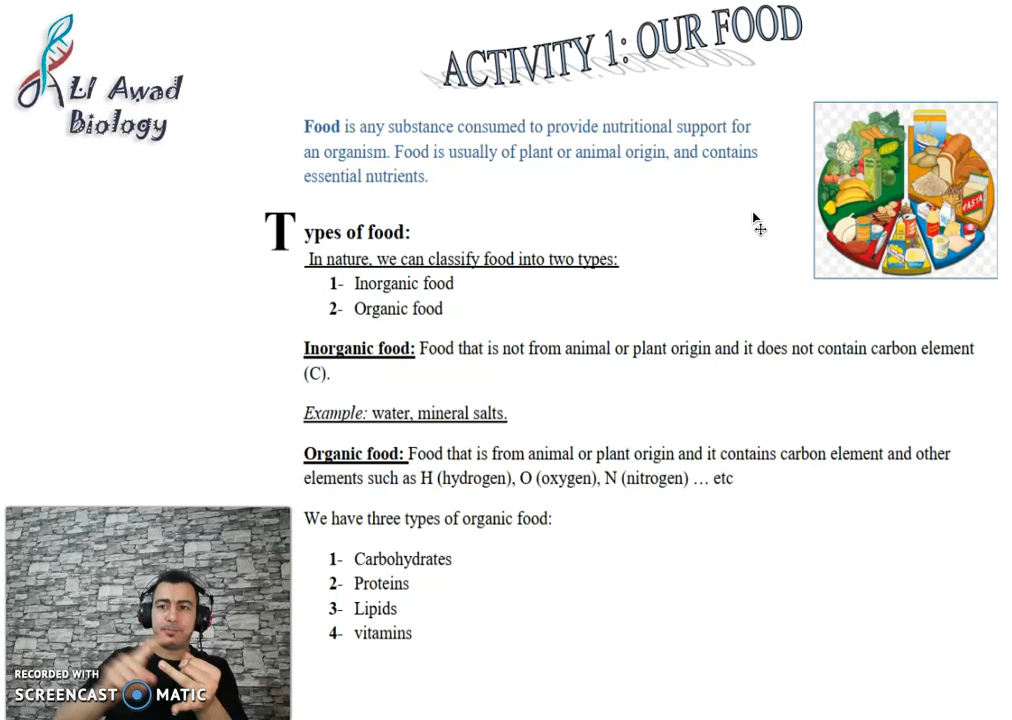 ALI Awad
Biology
ACTIVITY 1: OUR FOOD
Food is any substance consumed to provide nutritional support for
an organism. Food is usually of plant or animal origin, and contains
essential nutrients.
PASTA
Types of food:
In nature, we can classify food into two types:
1- Inorganic food
2- Organic food
Inorganic food: Food that is not from animal or plant origin and it does not contain carbon element
(C).
Example: water, mineral salts.
Organic food: Food that is from animal or plant origin and it contains carbon element and other
elements such as H (hydrogen), O (oxygen), N (nitrogen) … etc
We have three types of organic food:
1- Carbohydrates
2- Proteins
3- Lipids
4- vitamins
RECORDED WITH
SCREENCAST MATIC